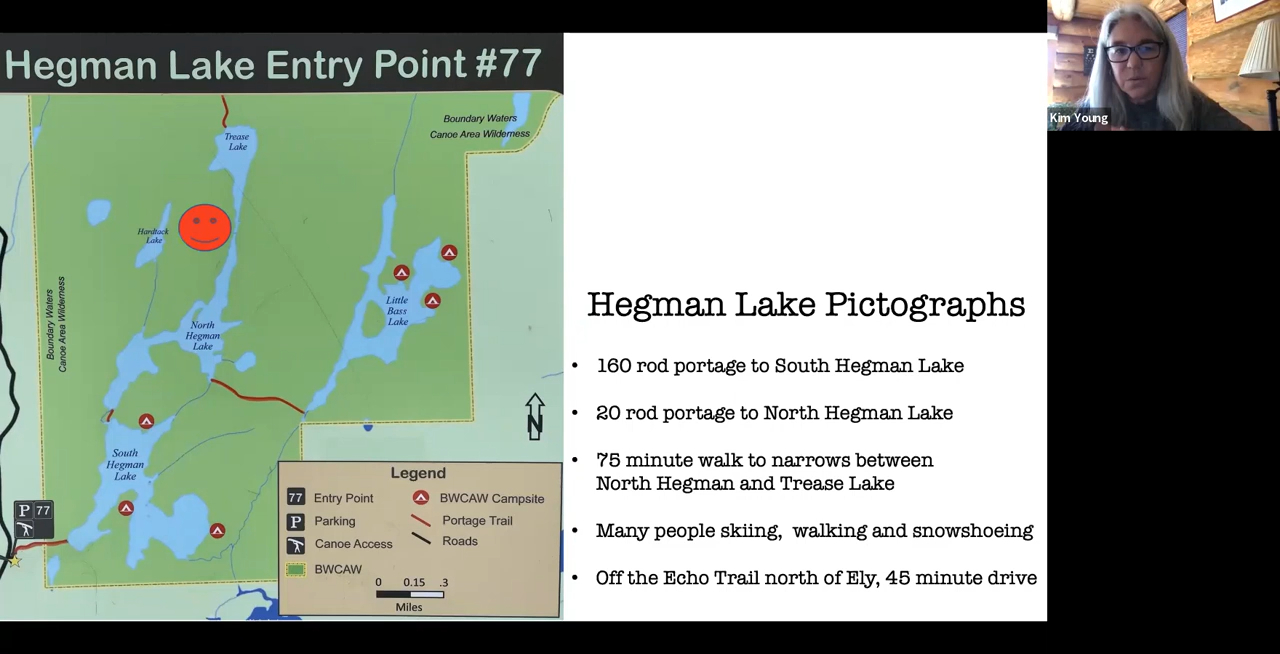 Hegman Lake Entry Point #77
Boundary Waters
Canoe Area Wilderness
Trease
Lake
Hardtack
Lake
Boundary Waters
Canoe Area Wilderness
Little
Bass
Lake
North
Hegman
Lake
South
Hegman
Lake
N
P 77
Legend
77 Entry Point
P Parking
Canoe Access
BWCAW
BWCAW Campsite
Portage Trail
Roads
0 0.15 .3
Miles
Hegman Lake Pictographs
• 160 rod portage to South Hegman Lake
• 20 rod portage to North Hegman Lake
• 75 minute walk to narrows between
North Hegman and Trease Lake
• Many people skiing, walking and snowshoeing
• Off the Echo Trail north of Ely, 45 minute drive
Kim Young